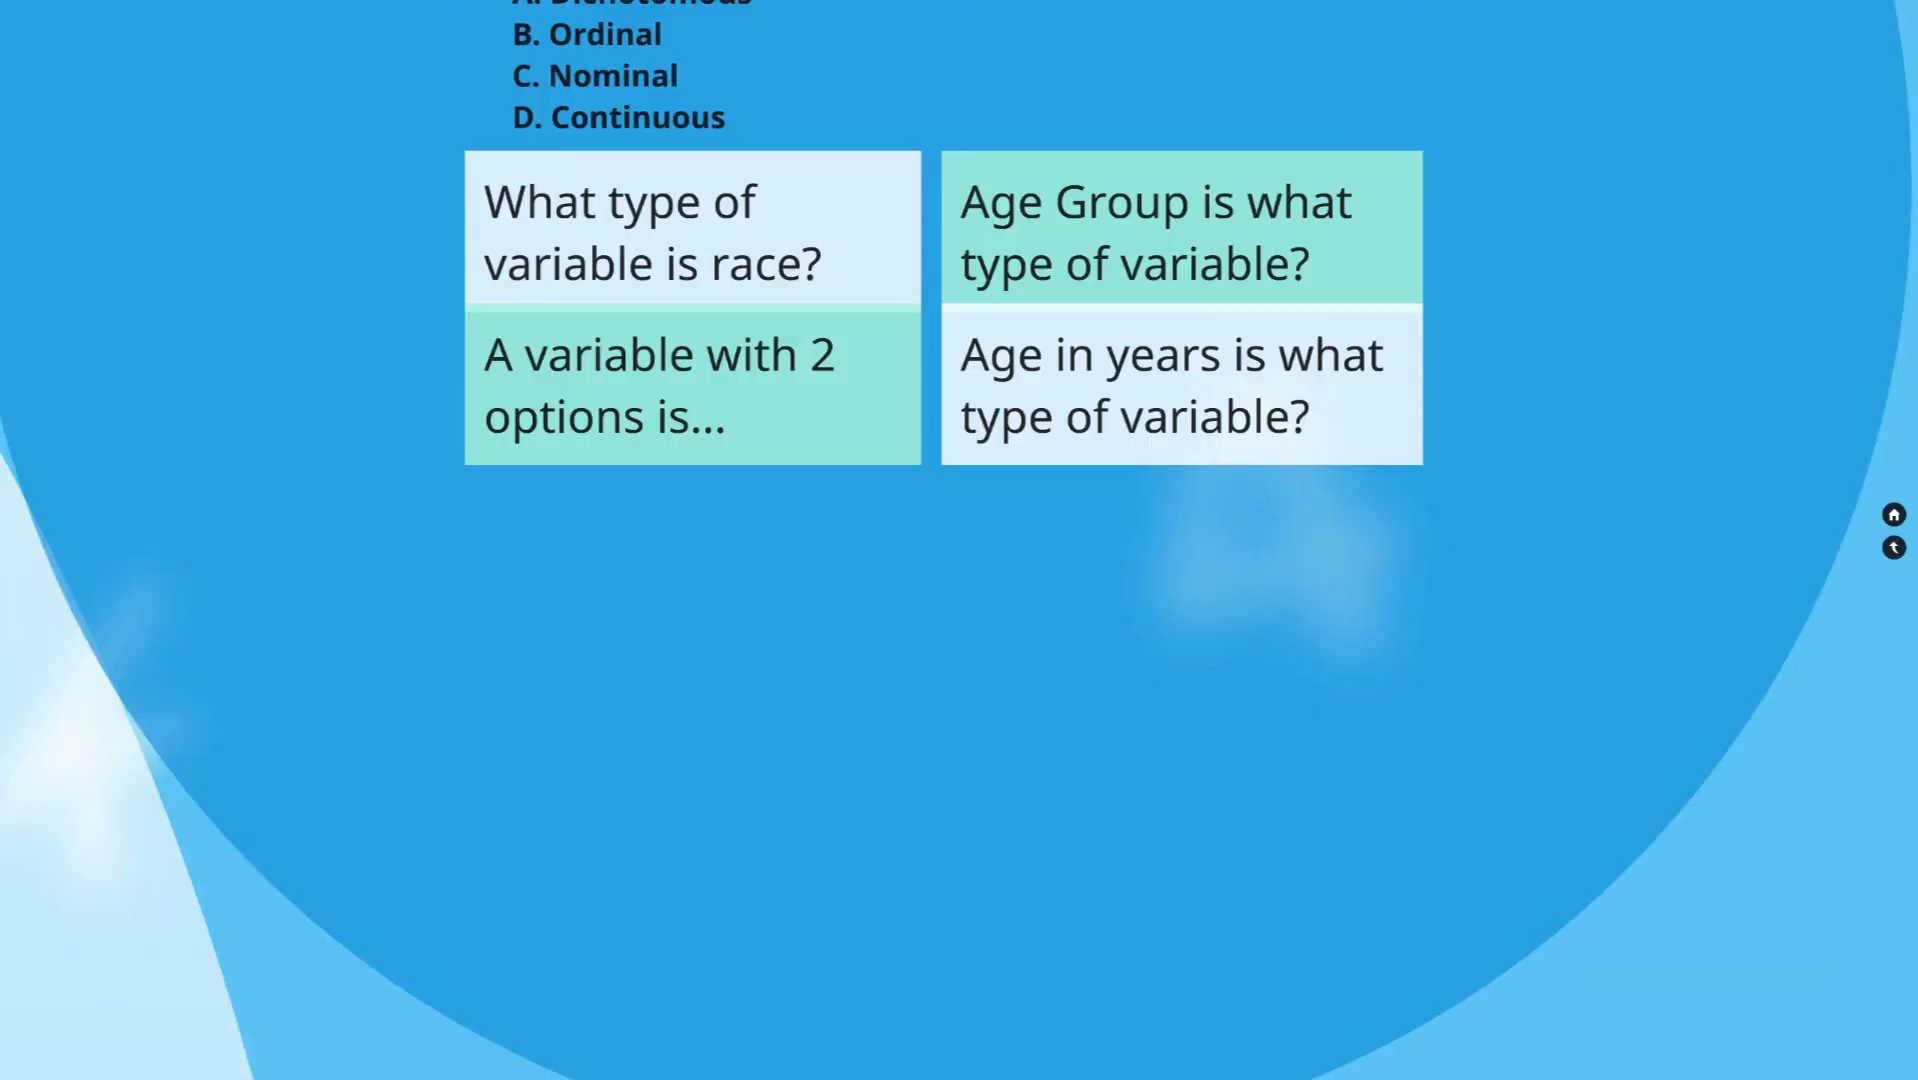 A. Dichotomous
B. Ordinal
C. Nominal
D. Continuous
What type of
variable is race?
Age Group is what
type of variable?
A variable with 2
options is...
Age in years is what
type of variable?